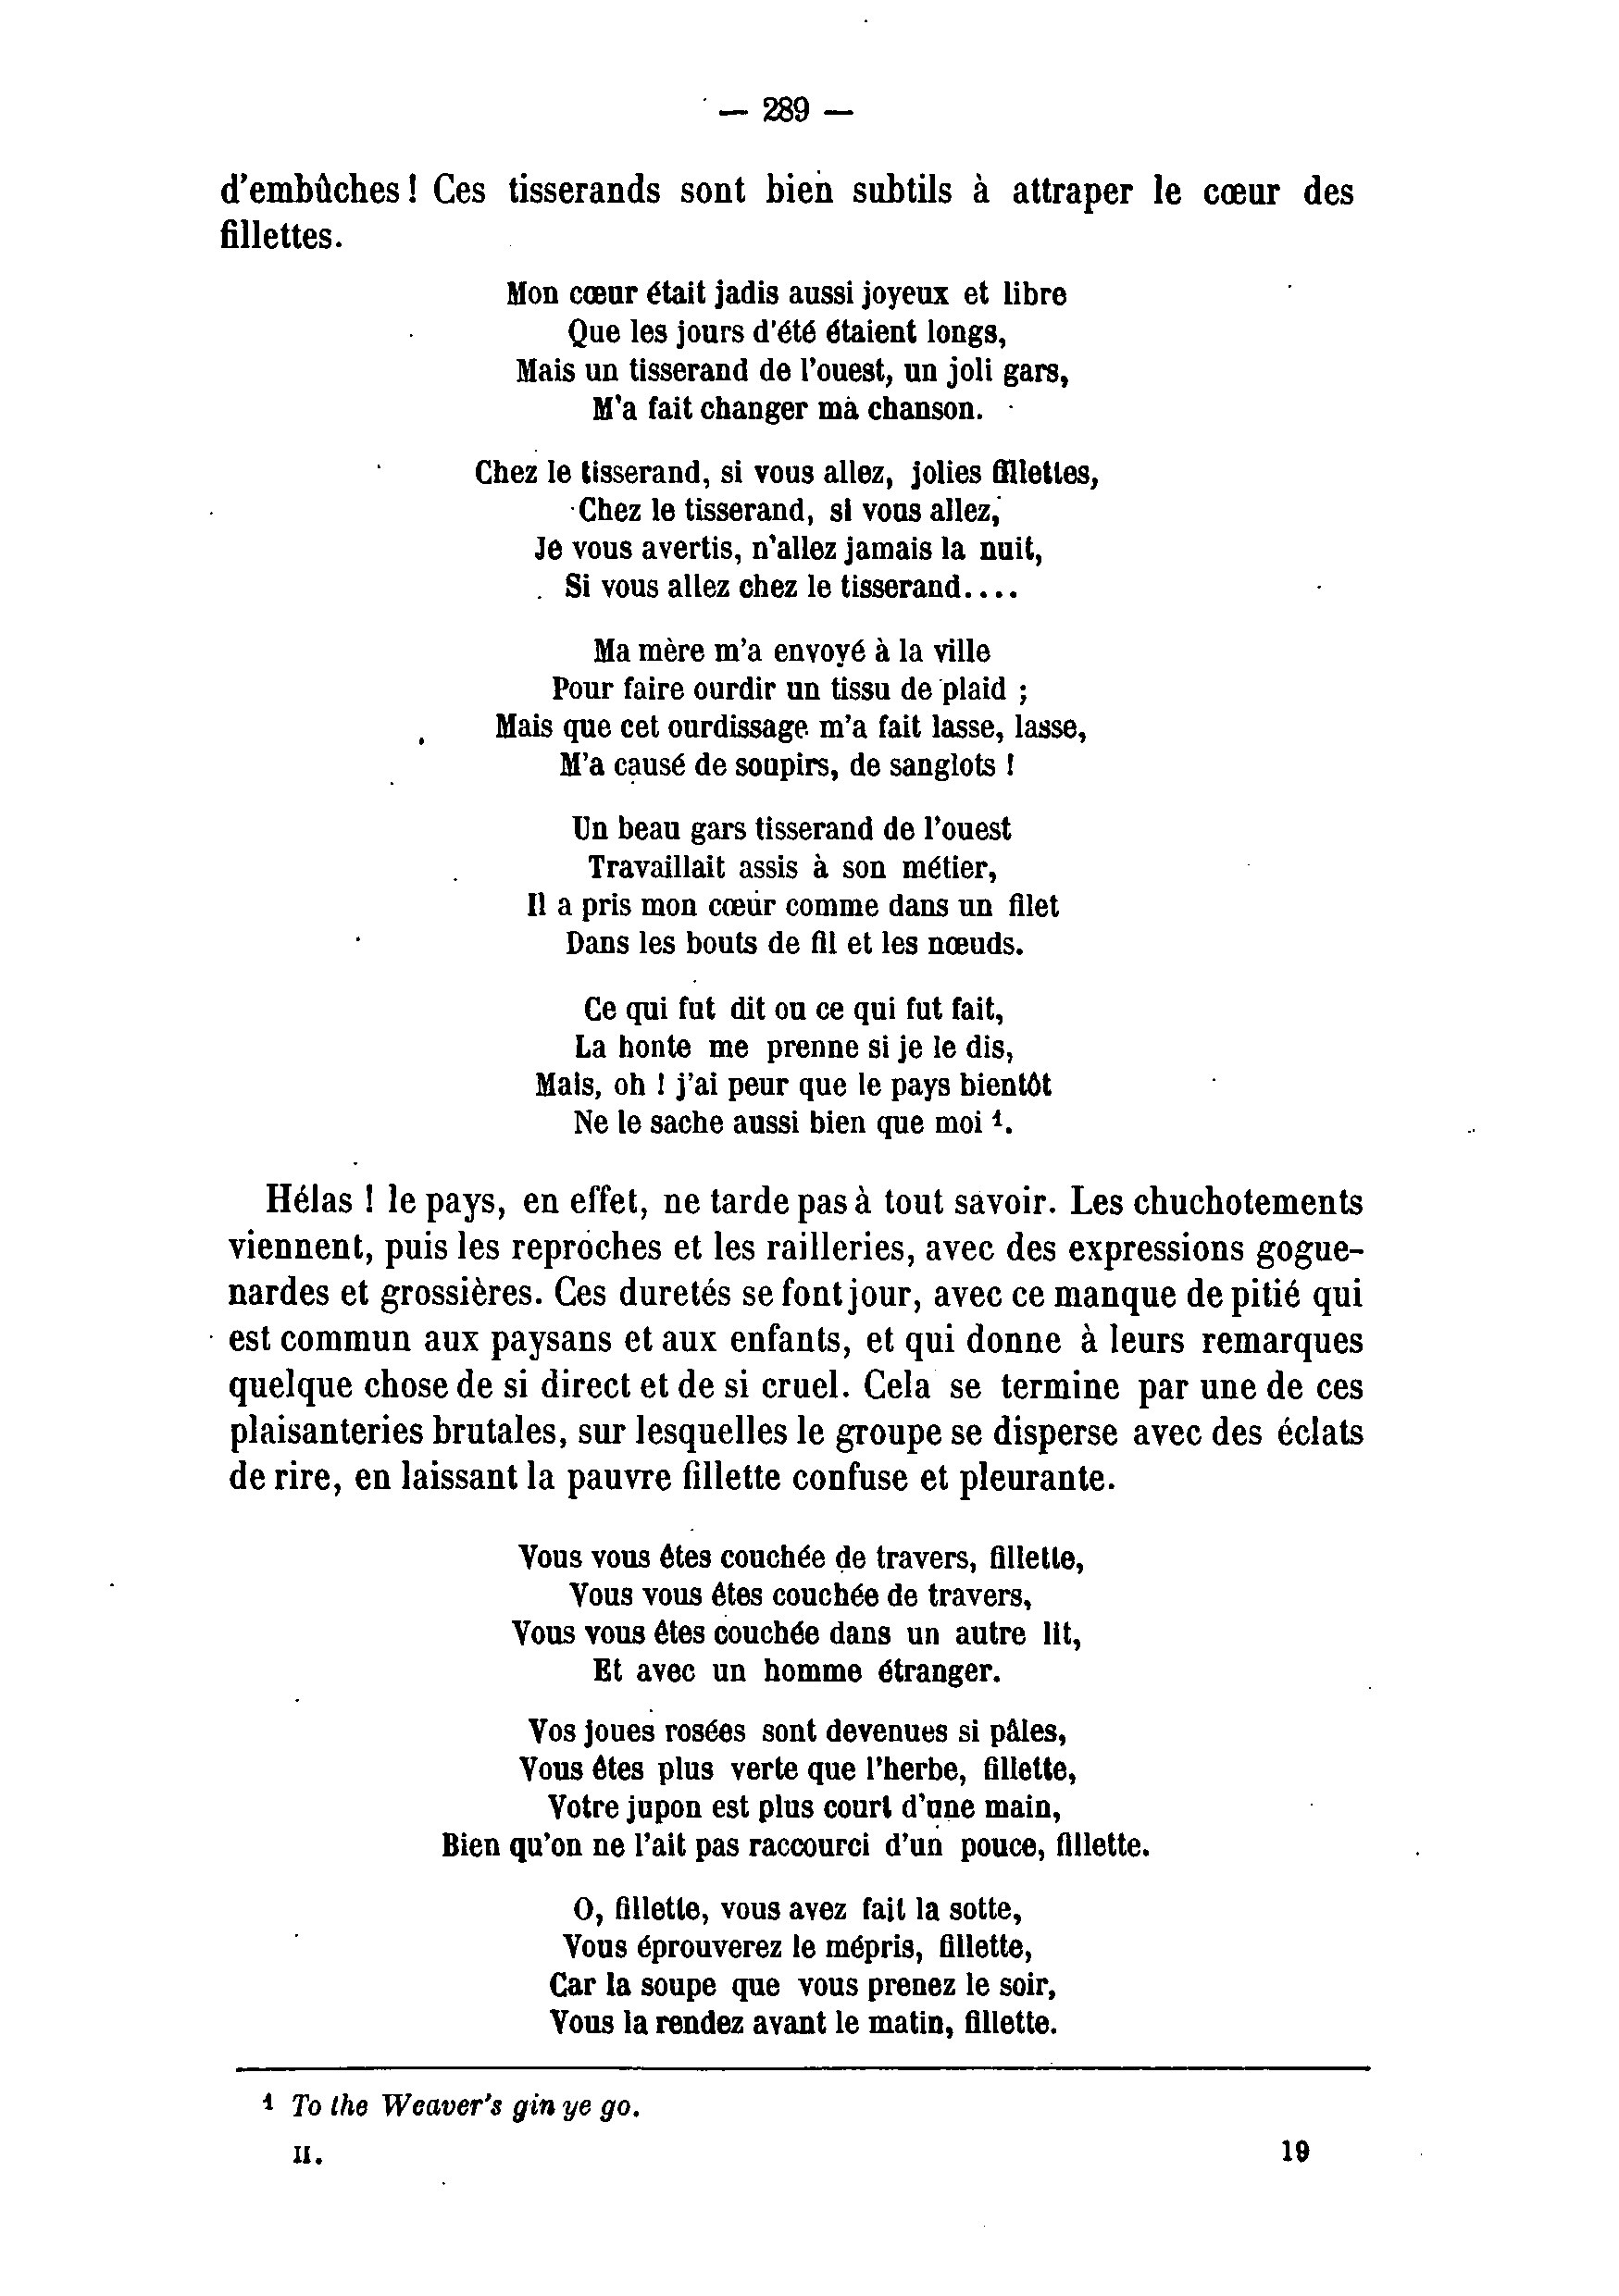 — 289 —
d'embûches ! Ces tisserands sont bien subtils à attraper le cœur des
fillettes.
Mon cœur était jadis aussi joyeux et libre
Que les jours d'été étaient longs,
Mais un tisserand de l'ouest, un joli gars,
M'a fait changer ma chanson.
Chez le tisserand, si vous allez, jolies fillettes,
Chez le tisserand, si vous allez,
Je vous avertis, n'allez jamais la nuit,
Si vous allez chez le tisserand....
Ma mère m'a envoyé à la ville
Pour faire ourdir un tissu de plaid ;
Mais que cet ourdissage m'a fait lasse, lasse,
M'a causé de soupirs, de sanglots !
Un beau gars tisserand de l'ouest
Travaillait assis à son métier,
Il a pris mon cœur comme dans un filet
Dans les bouts de fil et les nœuds.
Ce qui fut dit ou ce qui fut fait,
La honte me prenne si je le dis,
Mais, oh ! j'ai peur que le pays bientôt
Ne le sache aussi bien que moi ¹.
Hélas ! le pays, en effet, ne tarde pas à tout savoir. Les chuchotements
viennent, puis les reproches et les railleries, avec des expressions gogue-
nardes et grossières. Ces duretés se font jour, avec ce manque de pitié qui
est commun aux paysans et aux enfants, et qui donne à leurs remarques
quelque chose de si direct et de si cruel. Cela se termine par une de ces
plaisanteries brutales, sur lesquelles le groupe se disperse avec des éclats
de rire, en laissant la pauvre fillette confuse et pleurante.
Vous vous êtes couchée de travers, fillette,
Vous vous êtes couchée de travers,
Vous vous êtes couchée dans un autre lit,
Et avec un homme étranger.
Vos joues rosées sont devenues si pâles,
Vous êtes plus verte que l'herbe, fillette,
Votre jupon est plus court d'une main,
Bien qu'on ne l'ait pas raccourci d'un pouce, fillette.
O, fillette, vous avez fait la sotte,
Vous éprouverez le mépris, fillette,
Car la soupe que vous prenez le soir,
Vous la rendez avant le matin, fillette.
¹ To the Weaver's gin ye go.
II. 19